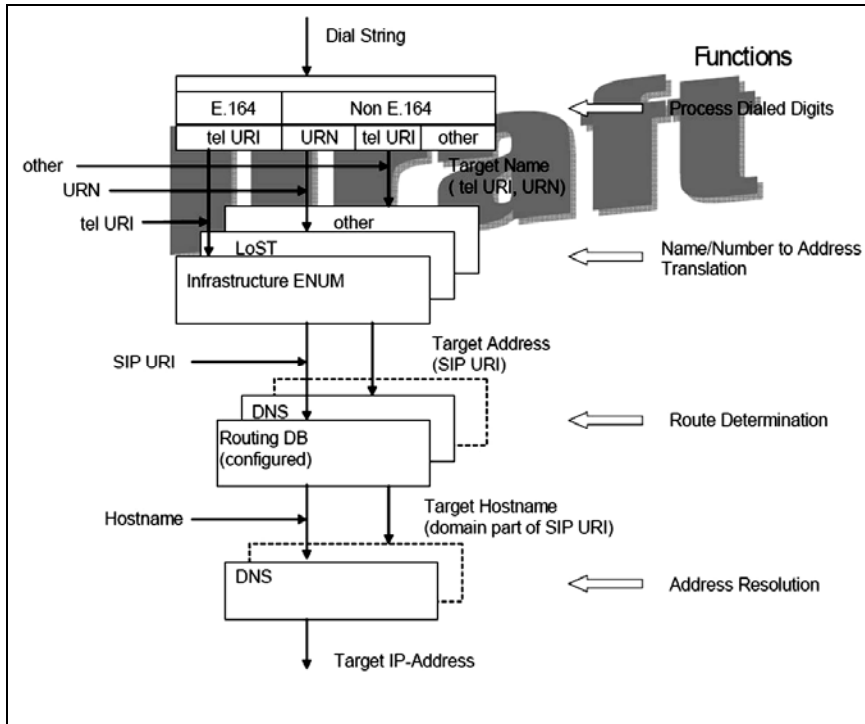 Dial String
Functions
E.164
Non E.164
Process Dialed Digits
tel URI
URN
tel URI
other
Draft
other
Target Name
( tel URI, URN)
URN
tel URI
other
LoST
Name/Number to Address
Translation
Infrastructure ENUM
Target Address
(SIP URI)
SIP URI
DNS
Route Determination
Routing DB
(configured)
Target Hostname
(domain part of SIP URI)
Hostname
DNS
Address Resolution
Target IP-Address